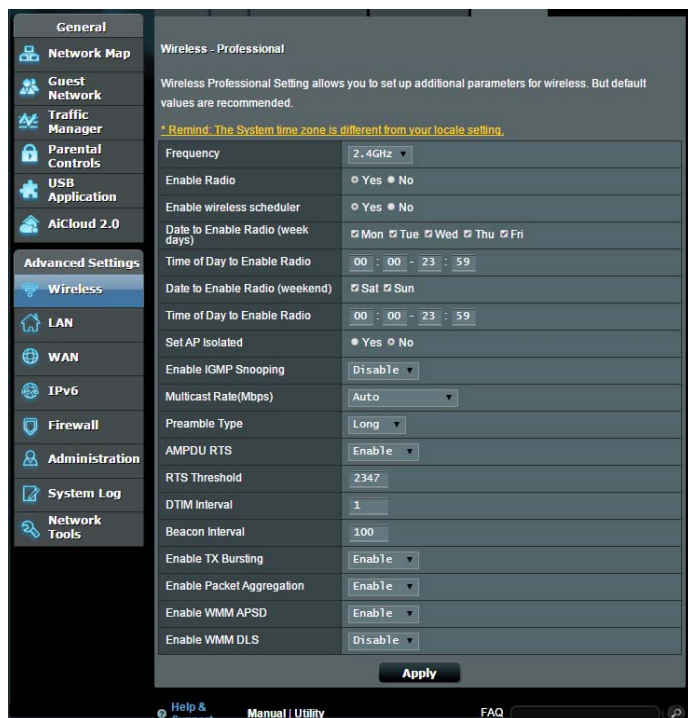 General
Network Map
Guest
Network
Traffic
Manager
Parental
Controls
USB
Application
AiCloud 2.0
Advanced Settings
Wireless
LAN
WAN
IPv6
Firewall
Administration
System Log
Network
Tools
Wireless - Professional
Wireless Professional Setting allows you to set up additional parameters for wireless. But default
values are recommended.
* Remind: The System time zone is different from your locale setting.
Frequency 2.4GHz
Enable Radio Yes No
Enable wireless scheduler Yes No
Date to Enable Radio (week
days) Mon Tue Wed Thu Fri
Time of Day to Enable Radio 00 : 00 - 23 : 59
Date to Enable Radio (weekend) Sat Sun
Time of Day to Enable Radio 00 : 00 - 23 : 59
Set AP Isolated Yes No
Enable IGMP Snooping Disable
Multicast Rate(Mbps) Auto
Preamble Type Long
AMPDU RTS Enable
RTS Threshold 2347
DTIM Interval 1
Beacon Interval 100
Enable TX Bursting Enable
Enable Packet Aggregation Enable
Enable WMM APSD Enable
Enable WMM DLS Disable
Apply
Help &
Manual | Utility FAQ